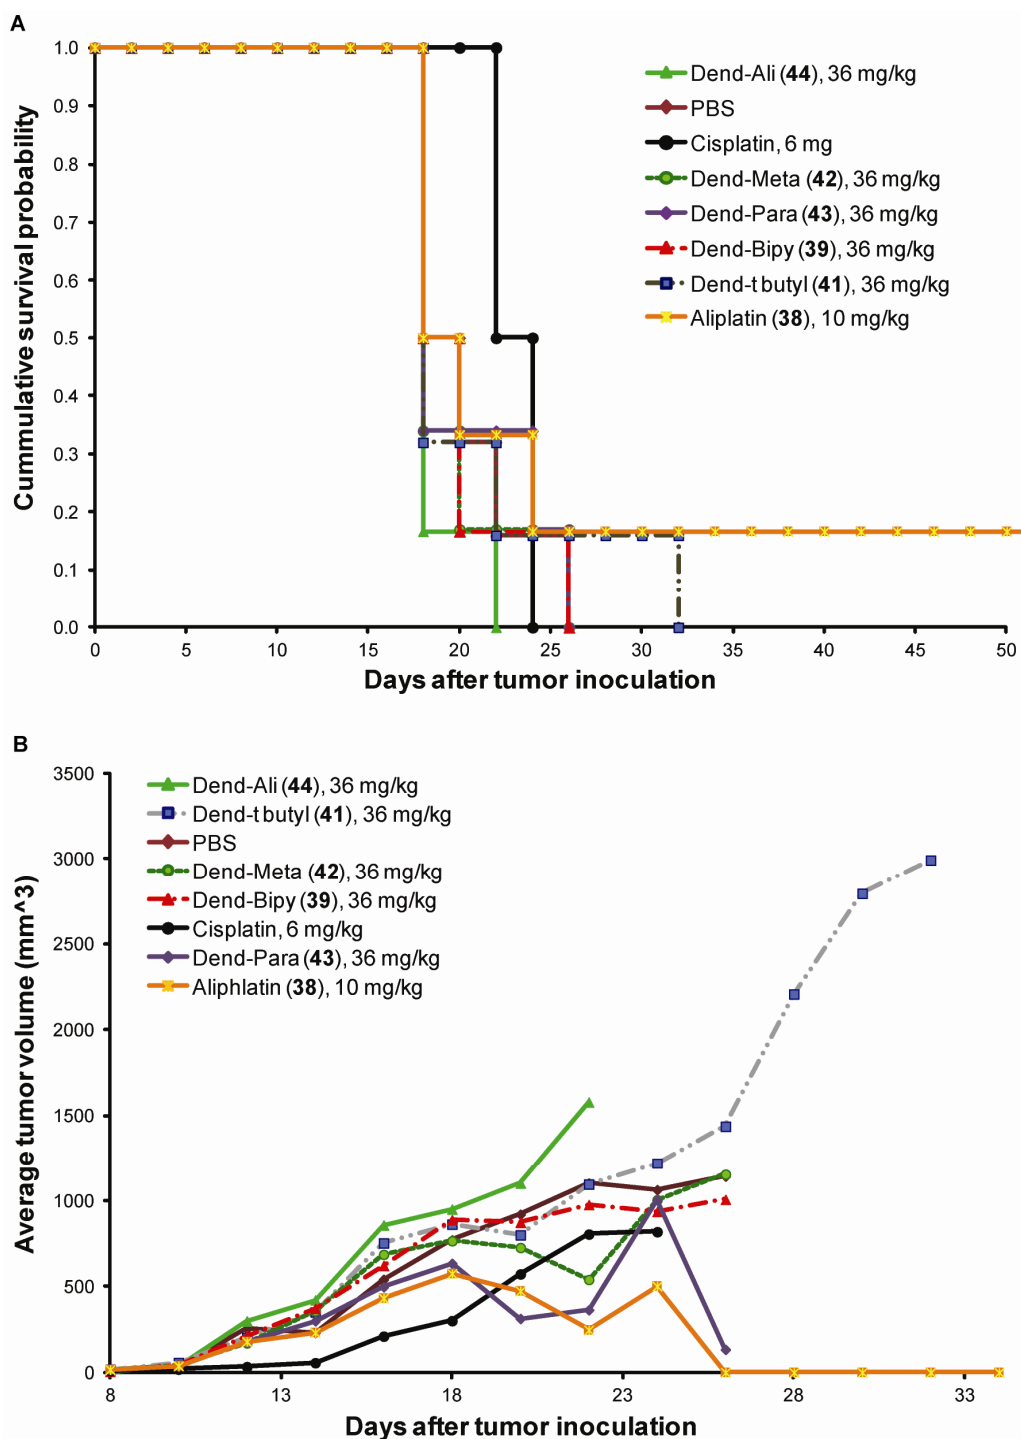 A
Cummulative survival probability
1.0
0.9
0.8
0.7
0.6
0.5
0.4
0.3
0.2
0.1
0.0
Dend-Ali (44), 36 mg/kg
PBS
Cisplatin, 6 mg
Dend-Meta (42), 36 mg/kg
Dend-Para (43), 36 mg/kg
Dend-Bipy (39), 36 mg/kg
Dend-t butyl (41), 36 mg/kg
Aliplatin (38), 10 mg/kg
0 5 10 15 20 25 30 35 40 45 50
Days after tumor inoculation
B
Average tumor volume (mm^3)
3500
3000
2500
2000
1500
1000
500
0
Dend-Ali (44), 36 mg/kg
Dend-t butyl (41), 36 mg/kg
PBS
Dend-Meta (42), 36 mg/kg
Dend-Bipy (39), 36 mg/kg
Cisplatin, 6 mg/kg
Dend-Para (43), 36 mg/kg
Aliphlatin (38), 10 mg/kg
8 13 18 23 28 33
Days after tumor inoculation